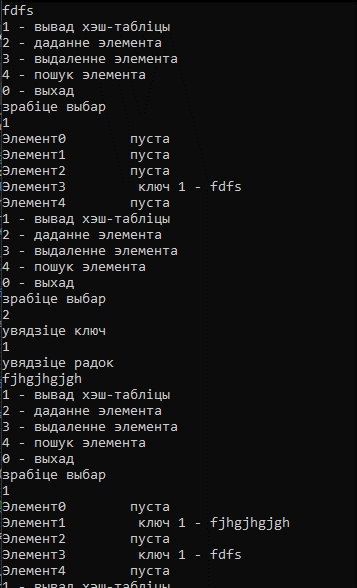 fdfs
1 - вывад хэш-табліцы
2 - даданне элемента
3 - выдаленне элемента
4 - пошук элемента
0 - выхад
зрабіце выбар
1
Элемент0        пуста
Элемент1        пуста
Элемент2        пуста
Элемент3         ключ 1 - fdfs
Элемент4        пуста
1 - вывад хэш-табліцы
2 - даданне элемента
3 - выдаленне элемента
4 - пошук элемента
0 - выхад
зрабіце выбар
2
увядзіце ключ
1
увядзіце радок
fjhgjhgjgh
1 - вывад хэш-табліцы
2 - даданне элемента
3 - выдаленне элемента
4 - пошук элемента
0 - выхад
зрабіце выбар
1
Элемент0        пуста
Элемент1         ключ 1 - fjhgjhgjgh
Элемент2        пуста
Элемент3         ключ 1 - fdfs
Элемент4        пуста
1 - вывад хэш-табліцы